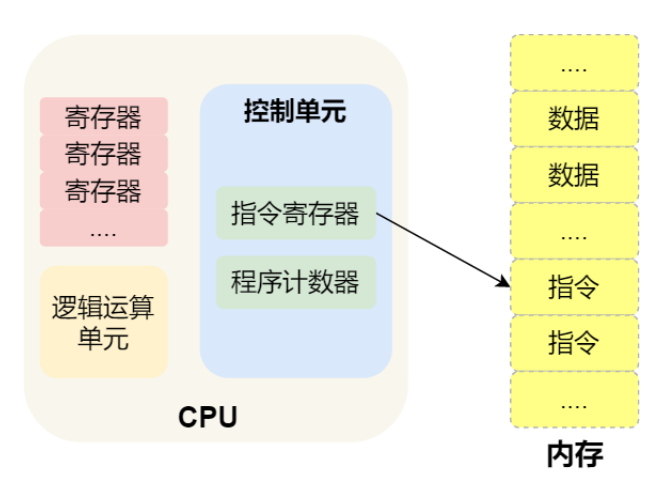 寄存器
寄存器
寄存器
....
逻辑运算
单元
控制单元
指令寄存器
程序计数器
CPU
....
数据
数据
....
指令
指令
....
内存